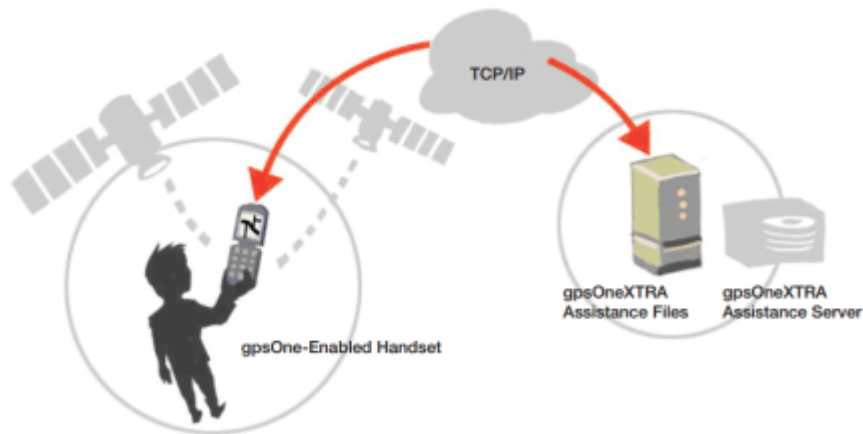 TCP/IP
gpsOneXTRA
Assistance Files
gpsOneXTRA
Assistance Server
gpsOne-Enabled Handset